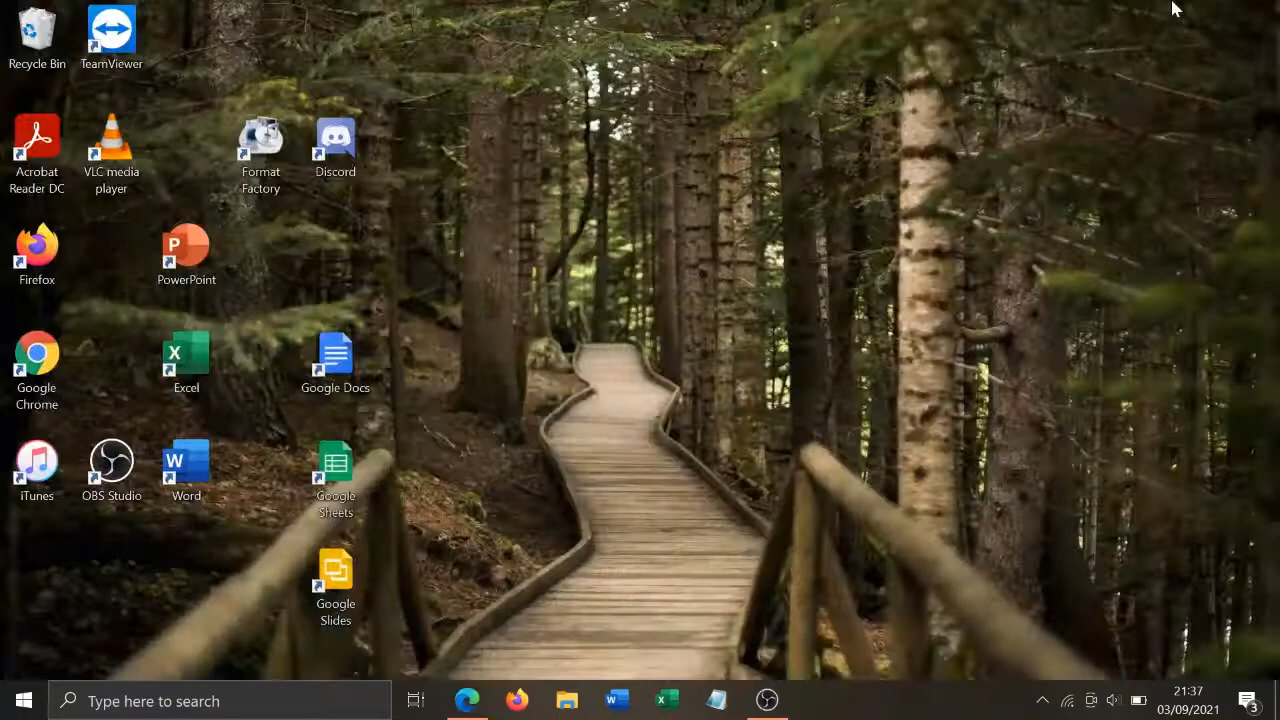 Recycle Bin
TeamViewer
Acrobat
Reader DC
VLC media
player
Format
Factory
Discord
Firefox
P
PowerPoint
Google
Chrome
X
Excel
Google Docs
iTunes
OBS Studio
W
Word
Google
Sheets
Google
Slides
Type here to search
W
X
21:37
03/09/2021
3